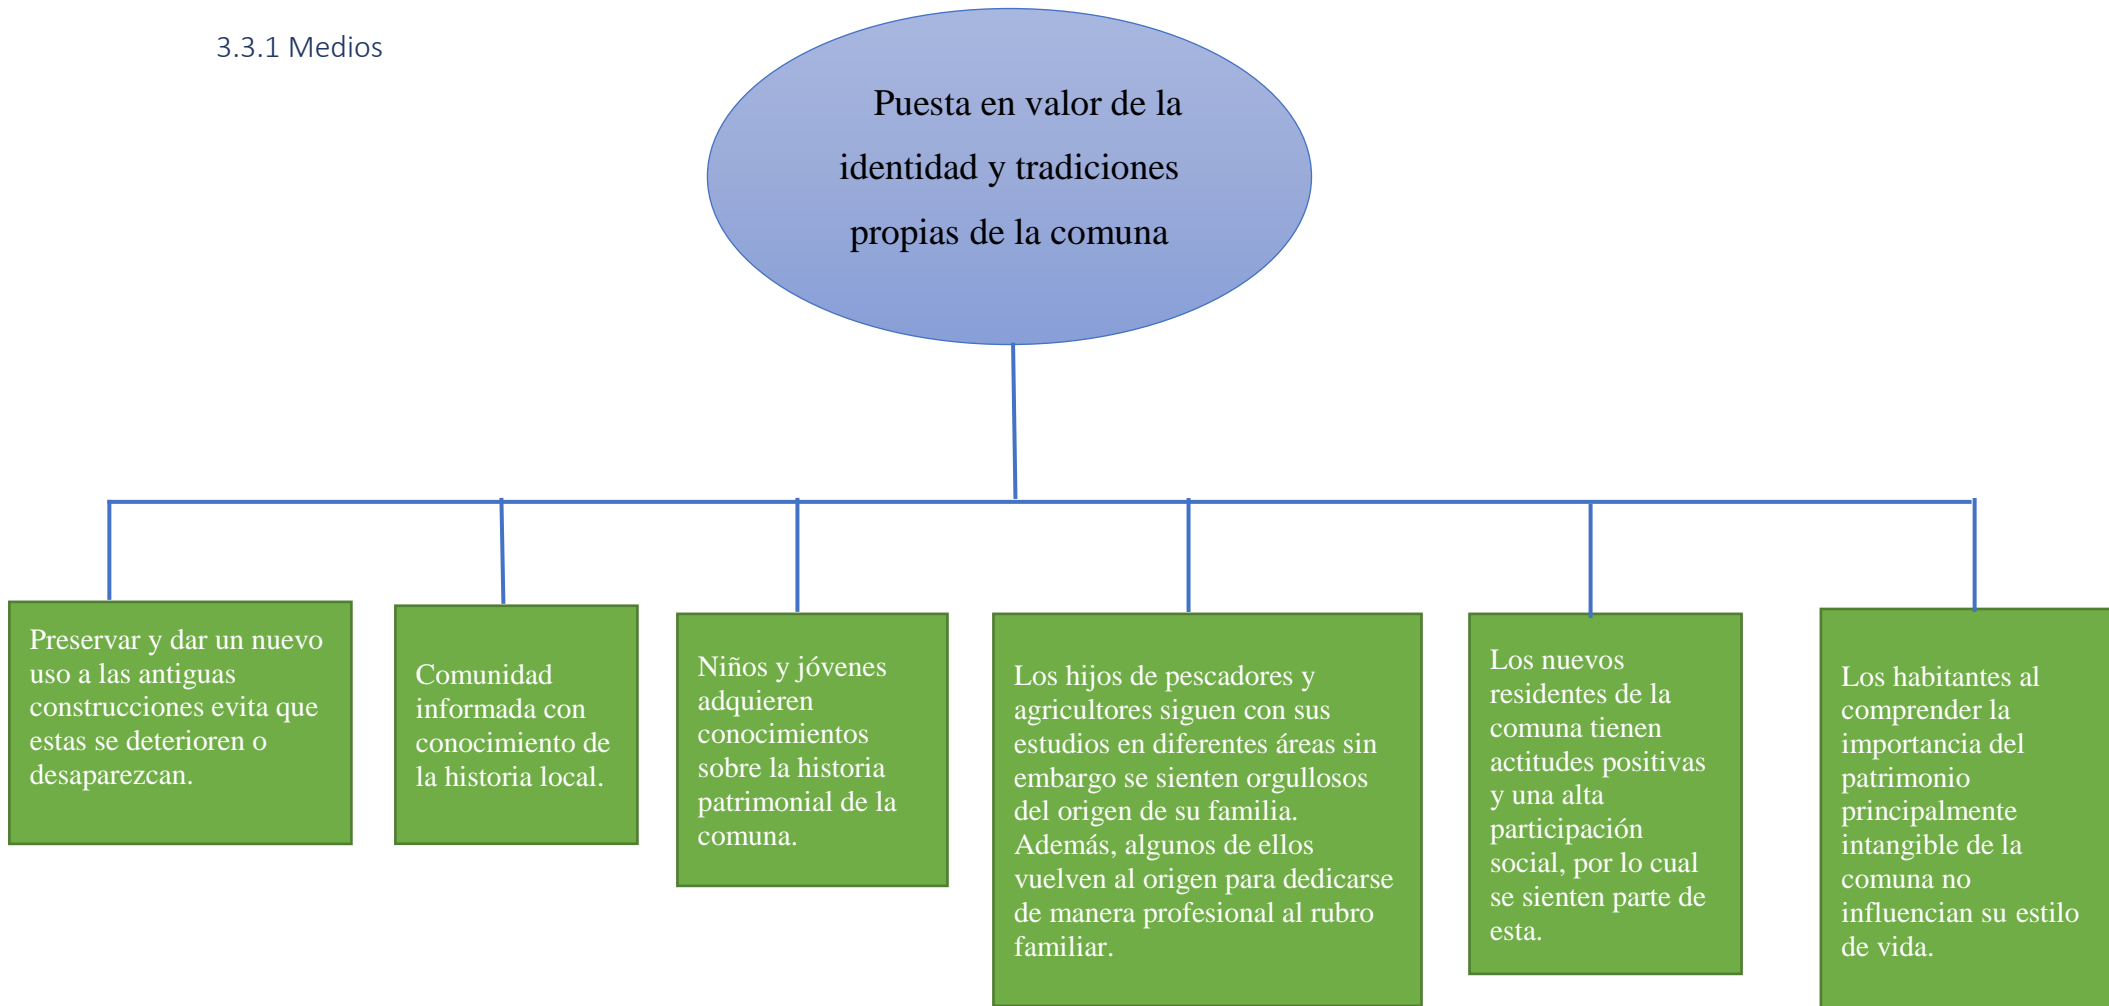 3.3.1 Medios
Puesta en valor de la
identidad y tradiciones
propias de la comuna
Preservar y dar un nuevo
uso a las antiguas
construcciones evita que
estas se deterioren o
desaparezcan.
Comunidad
informada con
conocimiento de
la historia local.
Niños y jóvenes
adquieren
conocimientos
sobre la historia
patrimonial de la
comuna.
Los hijos de pescadores y
agricultores siguen con sus
estudios en diferentes áreas sin
embargo se sienten orgullosos
del origen de su familia.
Además, algunos de ellos
vuelven al origen para dedicarse
de manera profesional al rubro
familiar.
Los nuevos
residentes de la
comuna tienen
actitudes positivas
y una alta
participación
social, por lo cual
se sienten parte de
esta.
Los habitantes al
comprender la
importancia del
patrimonio
principalmente
intangible de la
comuna no
influencian su estilo
de vida.